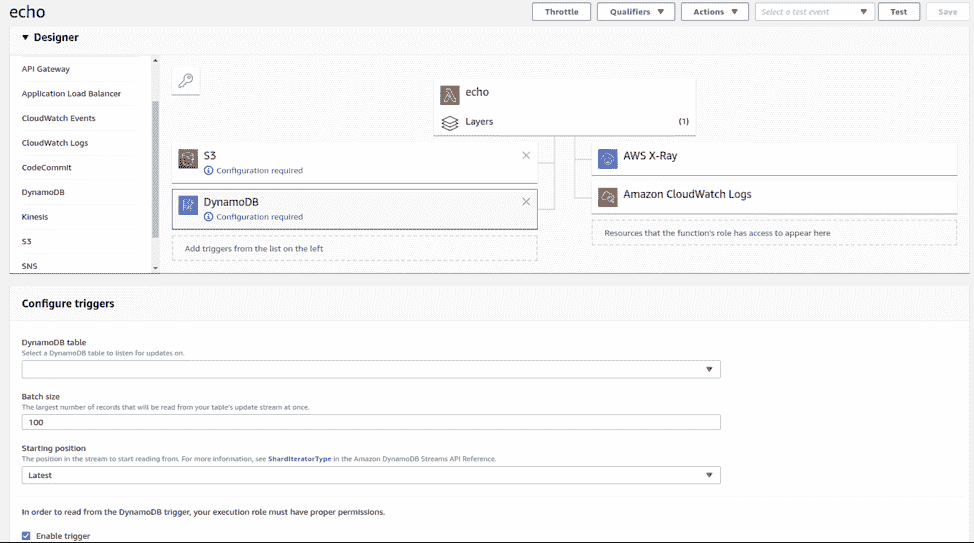 echo
Throttle Qualifiers Actions Select a test event Test Save
Designer
API Gateway
Application Load Balancer
CloudWatch Events
CloudWatch Logs
CodeCommit
DynamoDB
Kinesis
S3
SNS
echo
Layers (1)
S3
Configuration required
DynamoDB
Configuration required
Add triggers from the list on the left
AWS X-Ray
Amazon CloudWatch Logs
Resources that the function's role has access to appear here
Configure triggers
DynamoDB table
Select a DynamoDB table to listen for updates on.
Batch size
The largest number of records that will be read from your table's update stream at once.
100
Starting position
The position in the stream to start reading from. For more information, see ShardIteratorType in the Amazon DynamoDB Streams API Reference.
Latest
In order to read from the DynamoDB trigger, your execution role must have proper permissions.
Enable trigger